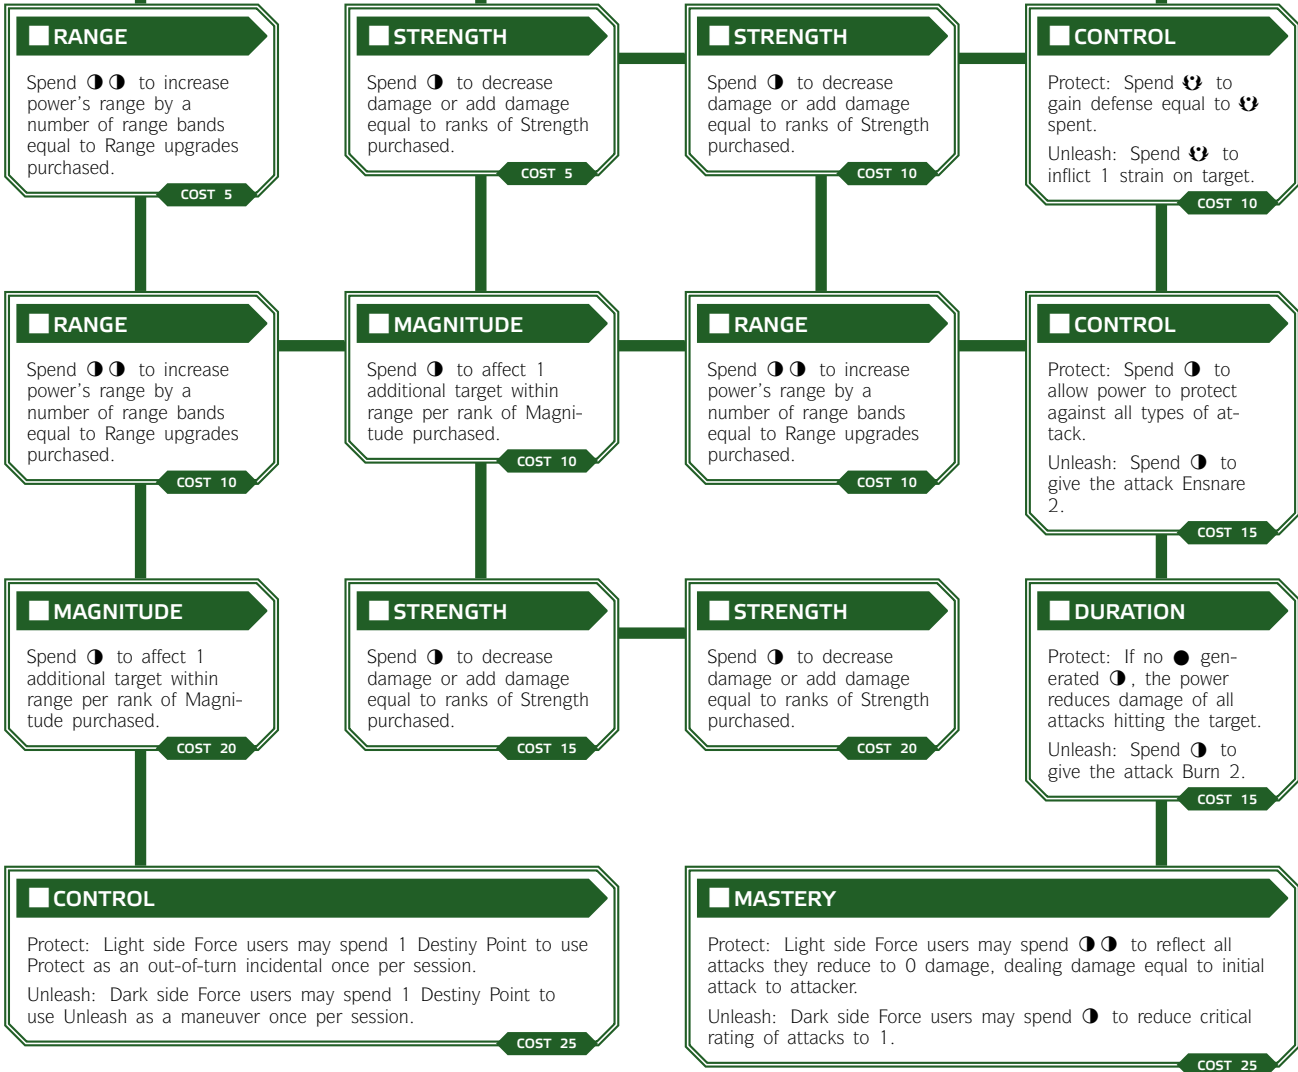 RANGE
Spend ◑◑ to increase
power's range by a
number of range bands
equal to Range upgrades
purchased.
COST 5
STRENGTH
Spend ◑ to decrease
damage or add damage
equal to ranks of Strength
purchased.
COST 5
STRENGTH
Spend ◑ to decrease
damage or add damage
equal to ranks of Strength
purchased.
COST 10
CONTROL
Protect: Spend to
gain defense equal to
spent.
Unleash: Spend to
inflict 1 strain on target.
COST 10
RANGE
Spend ◑◑ to increase
power's range by a
number of range bands
equal to Range upgrades
purchased.
COST 10
MAGNITUDE
Spend ◑ to affect 1
additional target within
range per rank of Magni-
tude purchased.
COST 10
RANGE
Spend ◑◑ to increase
power's range by a
number of range bands
equal to Range upgrades
purchased.
COST 10
CONTROL
Protect: Spend ◑ to
allow power to protect
against all types of at-
tack.
Unleash: Spend ◑ to
give the attack Ensnare
2.
COST 15
MAGNITUDE
Spend ◑ to affect 1
additional target within
range per rank of Magni-
tude purchased.
COST 20
STRENGTH
Spend ◑ to decrease
damage or add damage
equal to ranks of Strength
purchased.
COST 15
STRENGTH
Spend ◑ to decrease
damage or add damage
equal to ranks of Strength
purchased.
COST 20
DURATION
Protect: If no ● gen-
erated ◑, the power
reduces damage of all
attacks hitting the target.
Unleash: Spend ◑ to
give the attack Burn 2.
COST 15
CONTROL
Protect: Light side Force users may spend 1 Destiny Point to use
Protect as an out-of-turn incidental once per session.
Unleash: Dark side Force users may spend 1 Destiny Point to
use Unleash as a maneuver once per session.
COST 25
MASTERY
Protect: Light side Force users may spend ◑◑ to reflect all
attacks they reduce to 0 damage, dealing damage equal to initial
attack to attacker.
Unleash: Dark side Force users may spend ◑ to reduce critical
rating of attacks to 1.
COST 25